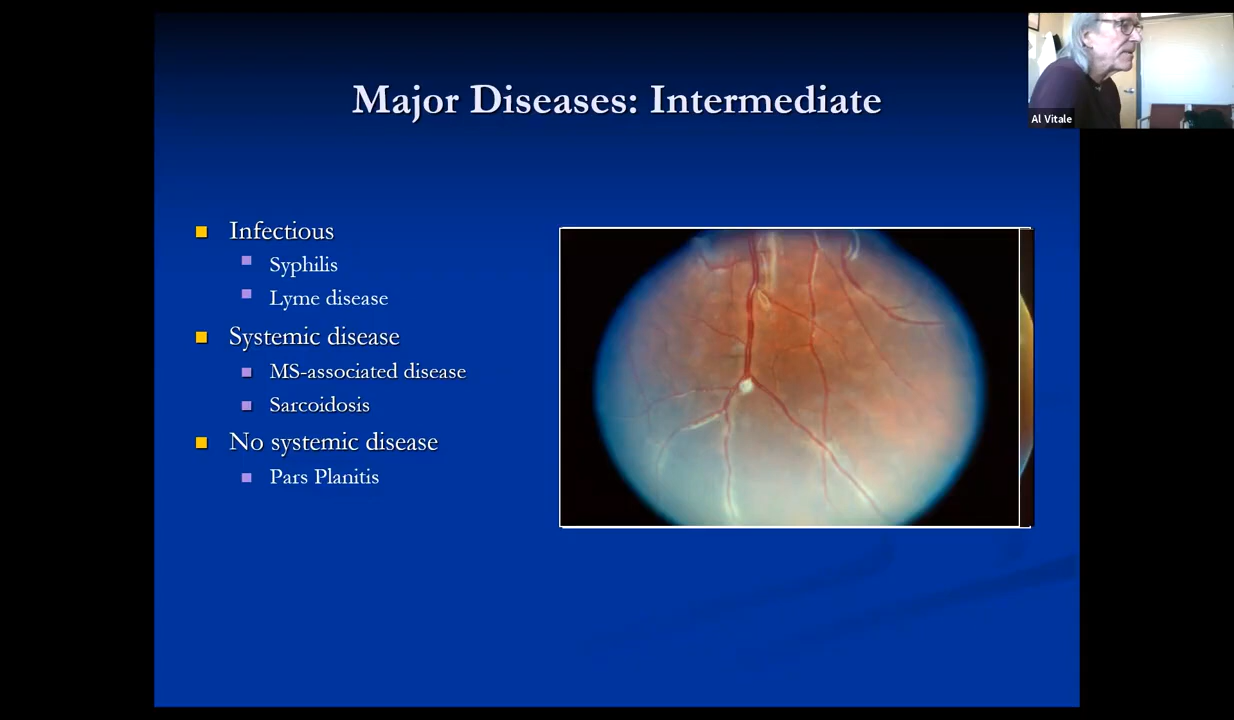 Major Diseases: Intermediate
Al Vitale
Infectious
Syphilis
Lyme disease
Systemic disease
MS-associated disease
Sarcoidosis
No systemic disease
Pars Planitis